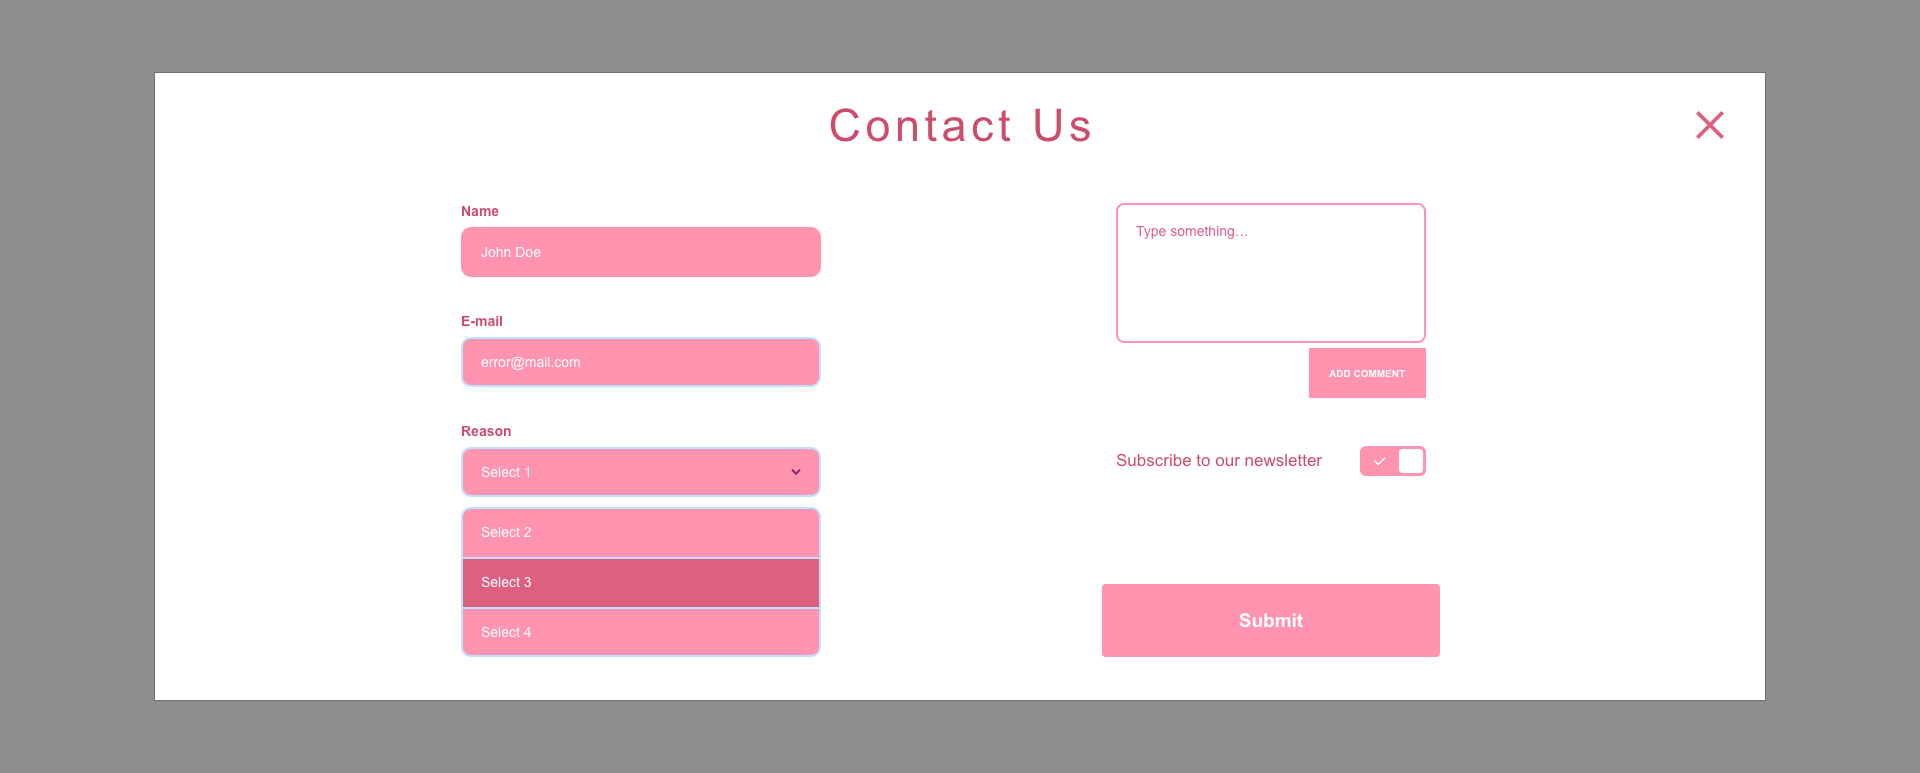 Contact Us
Name
John Doe
E-mail
error@mail.com
Reason
Select 1
Select 2
Select 3
Select 4
Type something...
ADD COMMENT
Subscribe to our newsletter
Submit